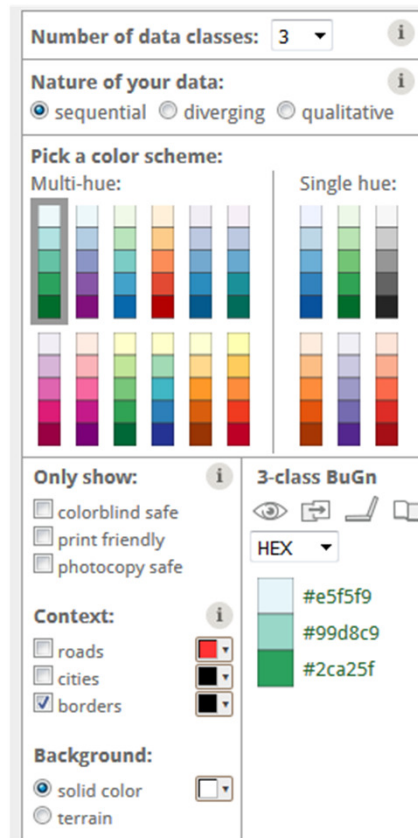 Number of data classes: 3
i
Nature of your data:
i
sequential diverging qualitative
Pick a color scheme:
Multi-hue:
Single hue:
Only show:
i
colorblind safe
print friendly
photocopy safe
Context:
i
roads
cities
borders
Background:
solid color
terrain
3-class BuGn
HEX
#e5f5f9
#99d8c9
#2ca25f